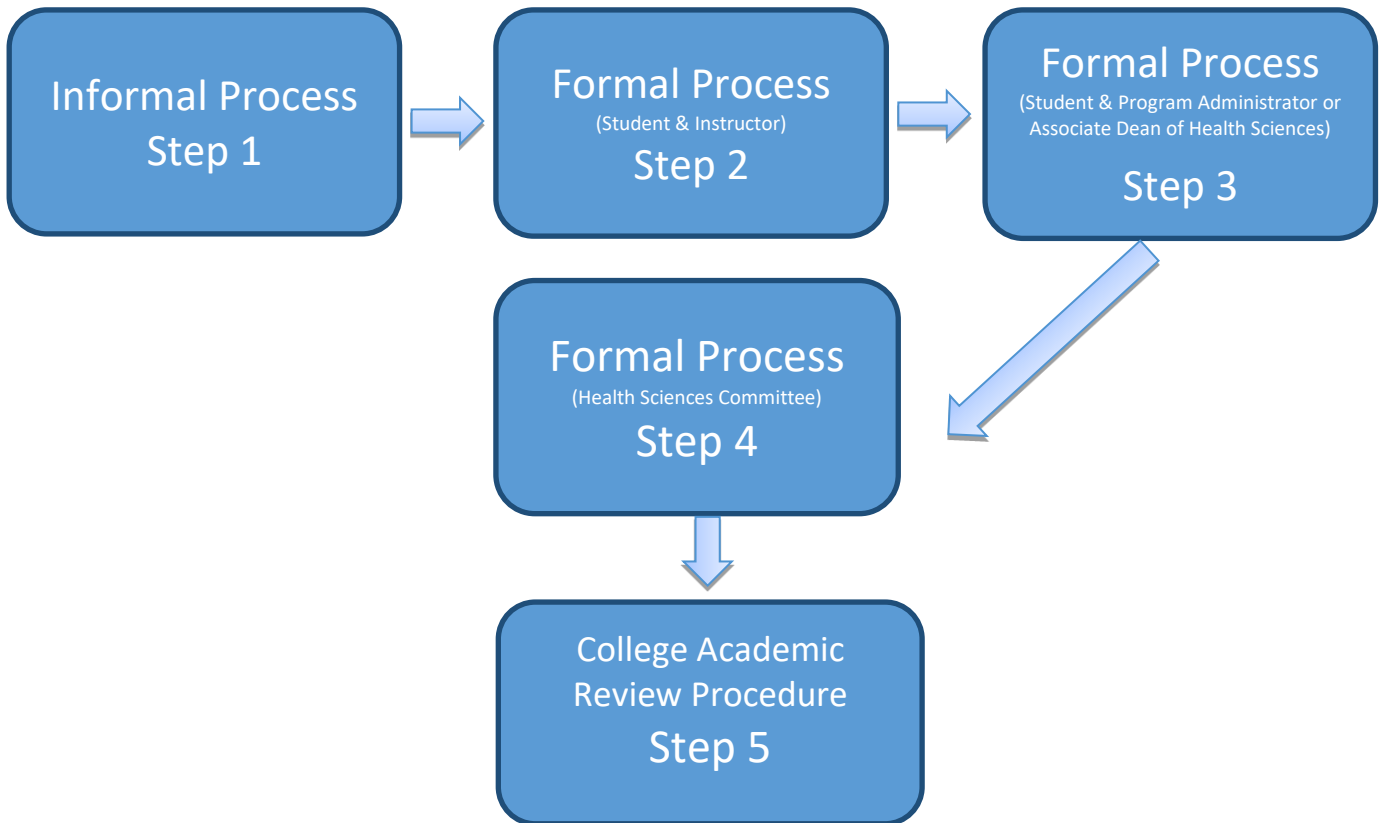 Informal Process
Step 1
Formal Process
(Student & Instructor)
Step 2
Formal Process
(Student & Program Administrator or
Associate Dean of Health Sciences)
Step 3
Formal Process
(Health Sciences Committee)
Step 4
College Academic
Review Procedure
Step 5